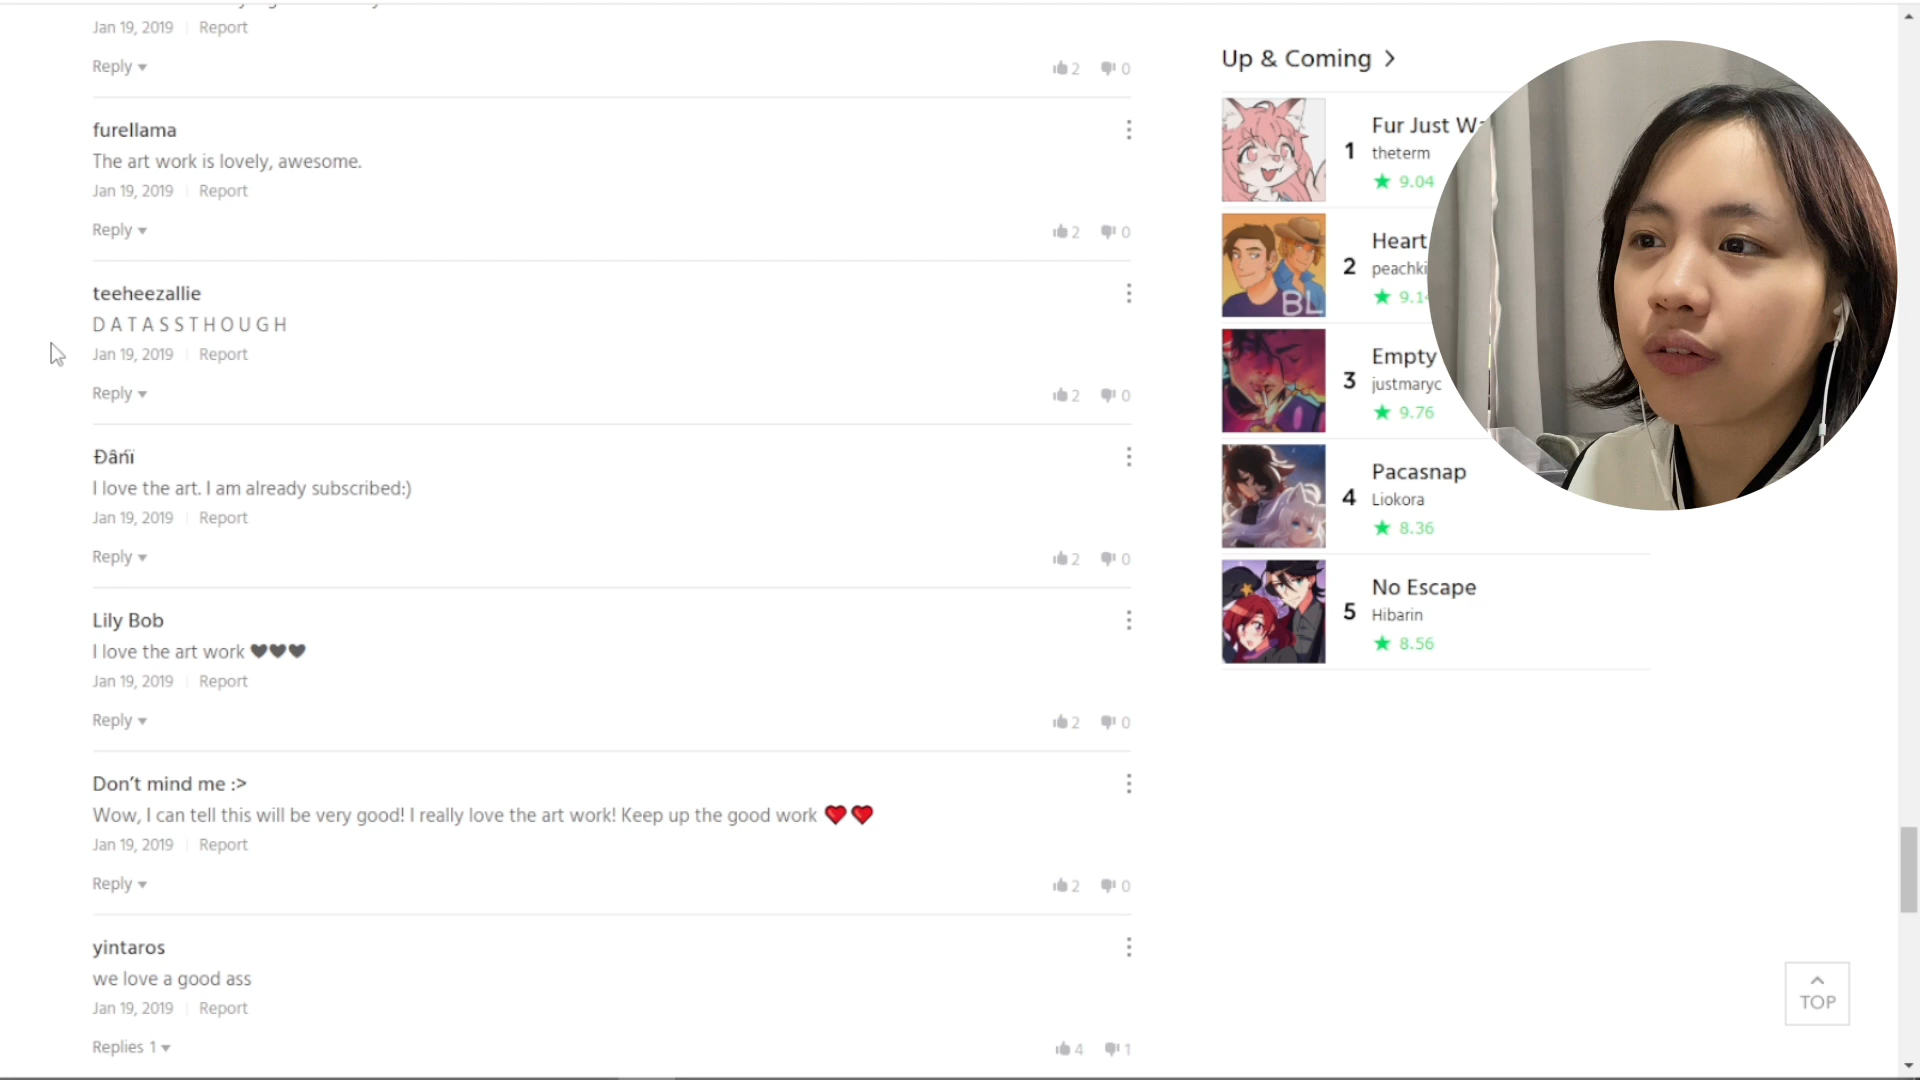 Jan 19, 2019 Report
Reply
2 0
furellama
The art work is lovely, awesome.
Jan 19, 2019 Report
Reply
2 0
teeheezallie
D A T A S S T H O U G H
Jan 19, 2019 Report
Reply
2 0
Ðâńï
I love the art. I am already subscribed:)
Jan 19, 2019 Report
Reply
2 0
Lily Bob
I love the art work ♥♥♥
Jan 19, 2019 Report
Reply
2 0
Don't mind me :>
Wow, I can tell this will be very good! I really love the art work! Keep up the good work ❤️❤️
Jan 19, 2019 Report
Reply
2 0
yintaros
we love a good ass
Jan 19, 2019 Report
Replies 1
4 1
Up & Coming >
1
Fur Just
theterm
★ 9.04
BL
2
Heart
★
3
Empty
justmaryc
★ 9.76
4
Pacasnap
Liokora
★ 8.36
5
No Escape
Hibarin
★ 8.56
TOP